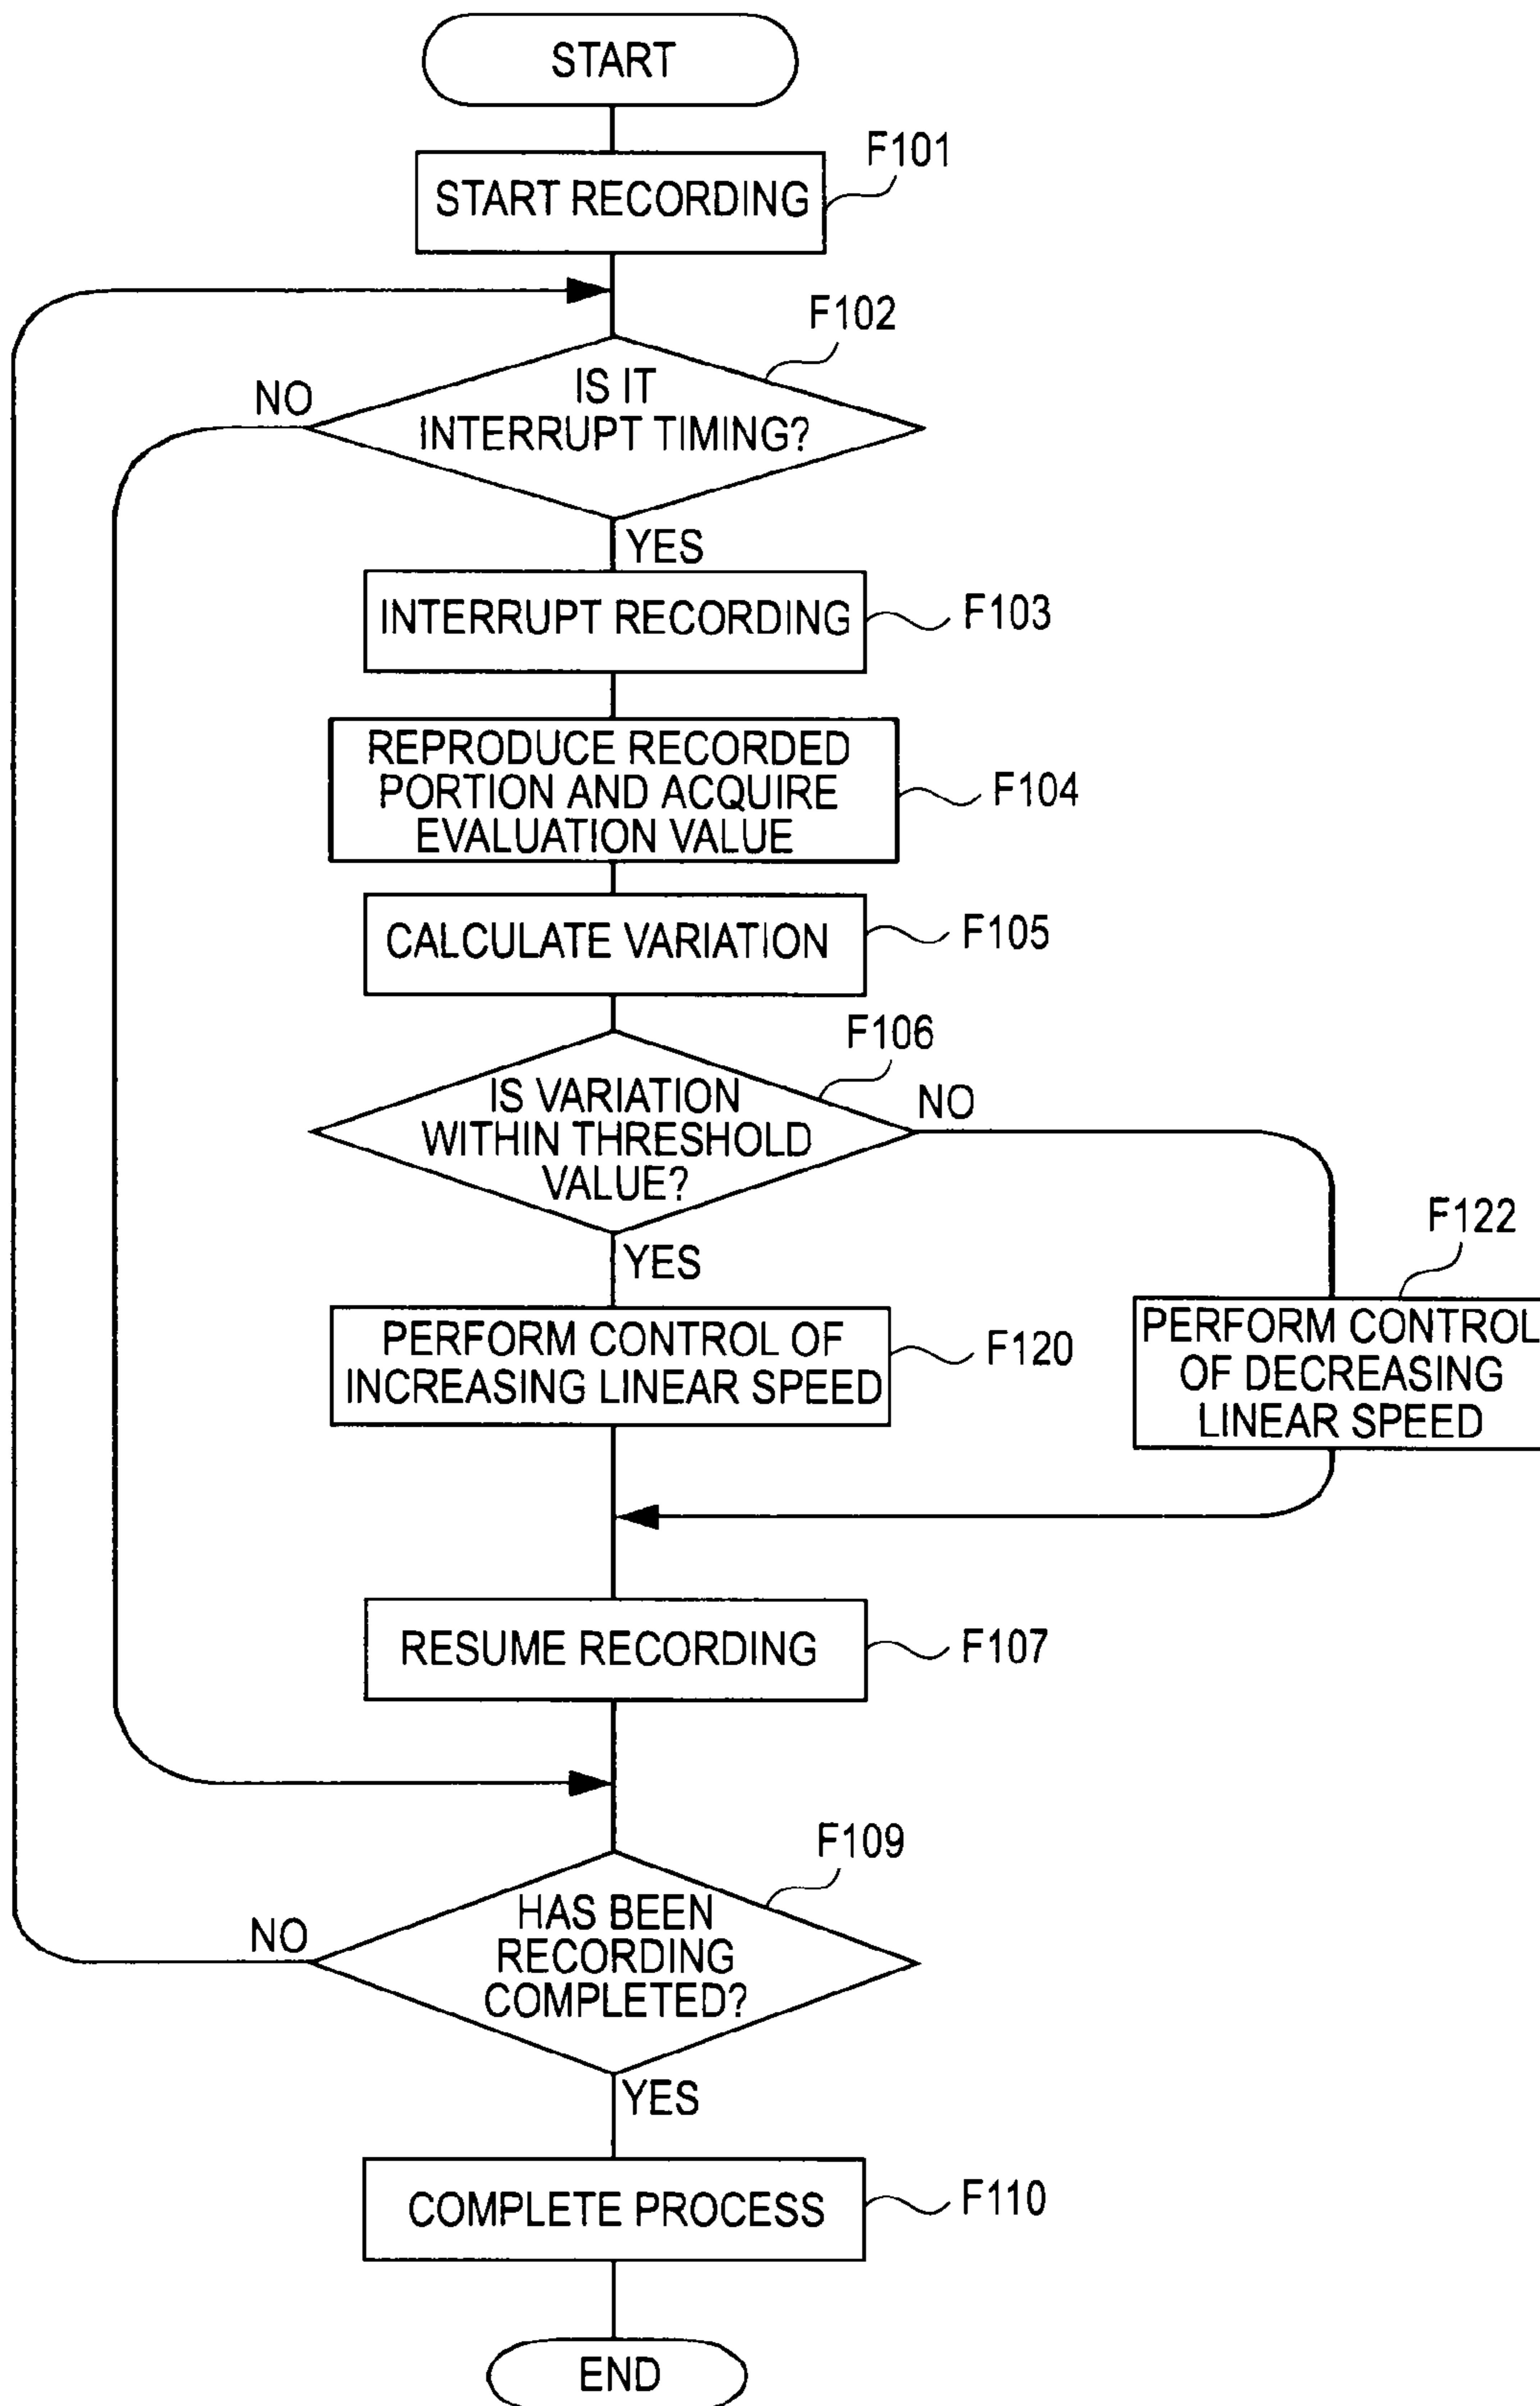 START
F101
START RECORDING
F102
IS IT
INTERRUPT TIMING?
NO
YES
INTERRUPT RECORDING
F103
REPRODUCE RECORDED
PORTION AND ACQUIRE
EVALUATION VALUE
F104
CALCULATE VARIATION
F105
F106
IS VARIATION
WITHIN THRESHOLD
VALUE?
NO
YES
F122
PERFORM CONTROL OF
INCREASING LINEAR SPEED
F120
PERFORM CONTROL
OF DECREASING
LINEAR SPEED
RESUME RECORDING
F107
F109
HAS BEEN
RECORDING
COMPLETED?
NO
YES
COMPLETE PROCESS
F110
END